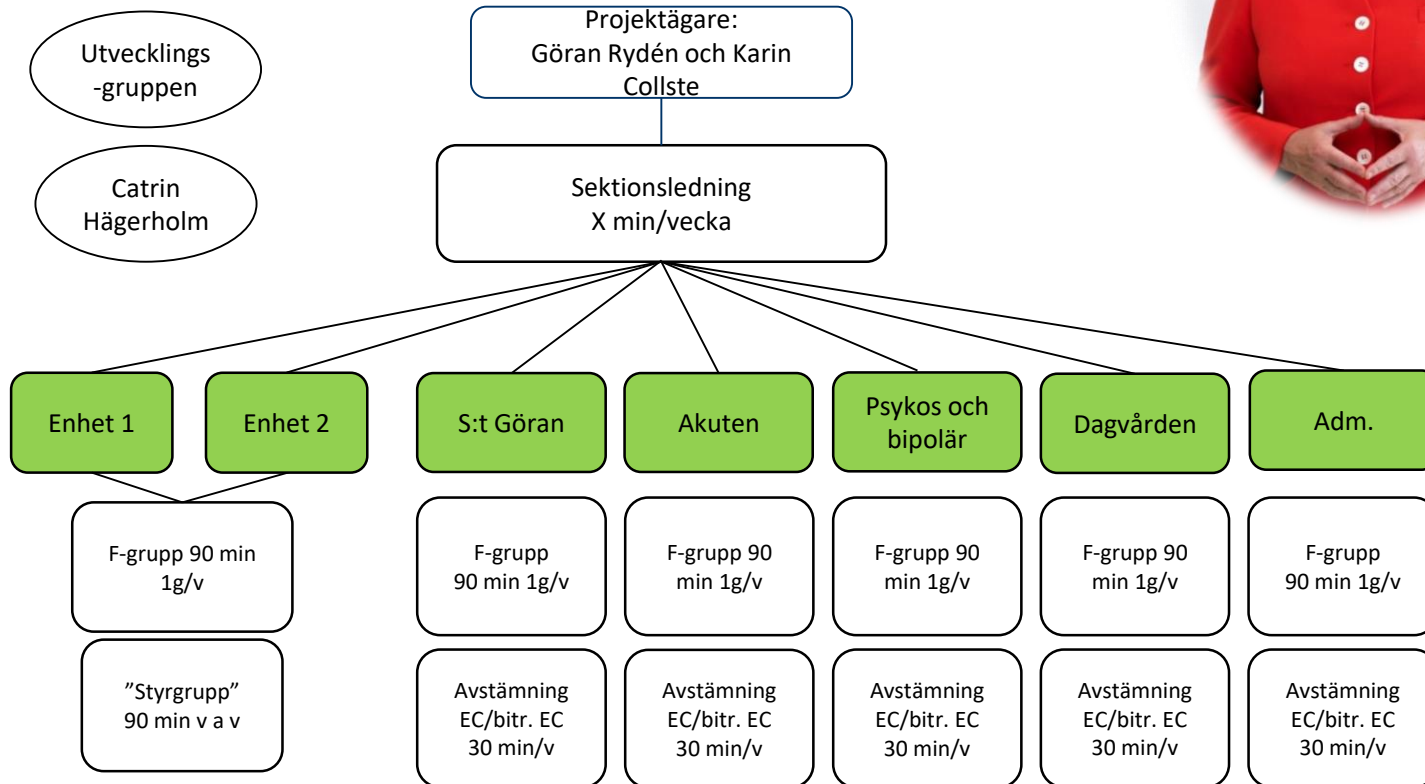 Utvecklings
-gruppen
Projektägare:
Göran Rydén och Karin
Collste
Catrin
Hägerholm
Sektionsledning
X min/vecka
Enhet 1
Enhet 2
S:t Göran
Akuten
Psykos och
bipolär
Dagvården
Adm.
F-grupp 90 min
1g/v
F-grupp
90 min 1g/v
F-grupp 90
min 1g/v
F-grupp 90
min 1g/v
F-grupp 90
min 1g/v
F-grupp
90 min 1g/v
”Styrgrupp”
90 min v a v
Avstämning
EC/bitr. EC
30 min/v
Avstämning
EC/bitr. EC
30 min/v
Avstämning
EC/bitr. EC
30 min/v
Avstämning
EC/bitr. EC
30 min/v
Avstämning
EC/bitr. EC
30 min/v